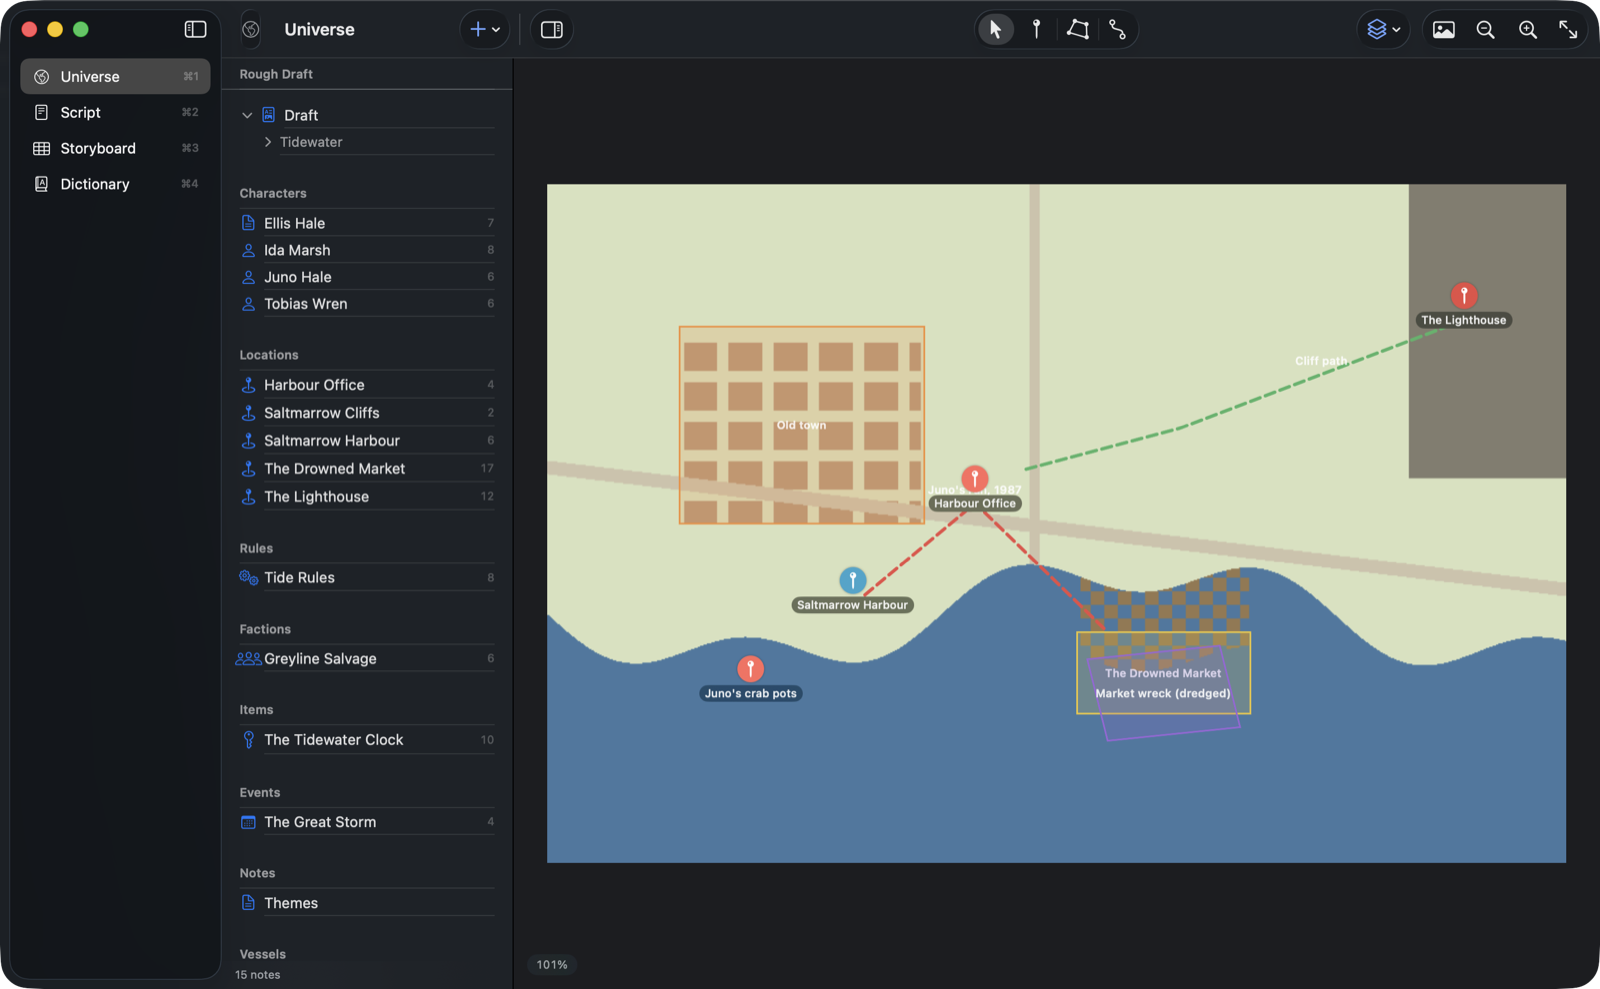 Universe ⌘1
Script ⌘2
Storyboard ⌘3
Dictionary ⌘4
Universe
Rough Draft
Draft
Tidewater
Characters
Ellis Hale 7
Ida Marsh 8
Juno Hale 6
Tobias Wren 6
Locations
Harbour Office 4
Saltmarrow Cliffs 2
Saltmarrow Harbour 6
The Drowned Market 17
The Lighthouse 12
Rules
Tide Rules 8
Factions
Greyline Salvage 6
Items
The Tidewater Clock 10
Events
The Great Storm 4
Notes
Themes
Vessels
15 notes
The Lighthouse
Cliff path
Old town
Juno's 1987
Harbour Office
Saltmarrow Harbour
Juno's crab pots
The Drowned Market
Market wreck (dredged)
101%